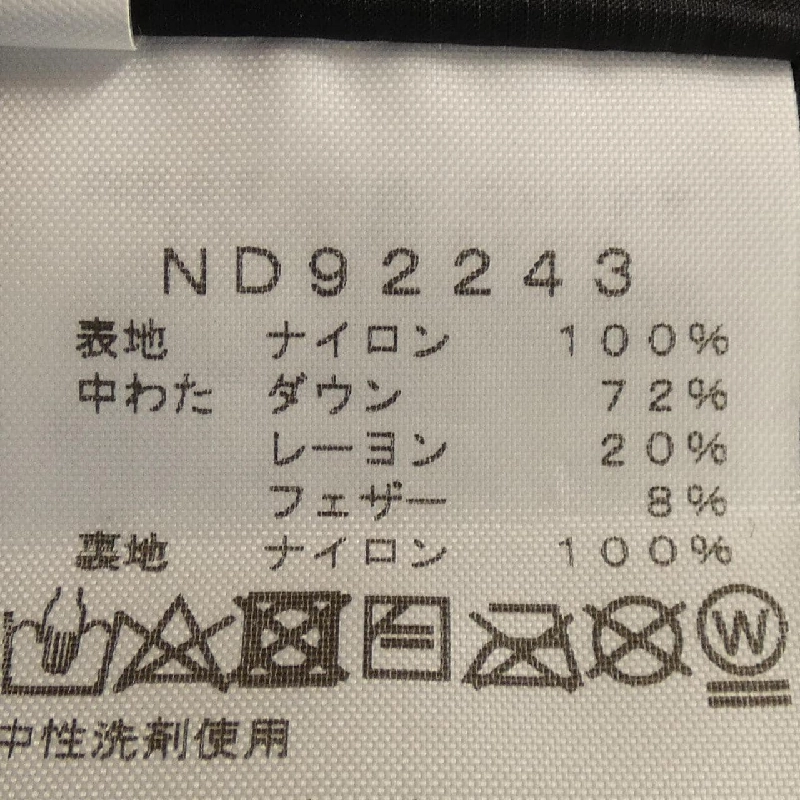 ND92243
表地 ナイロン 100%
中わた ダウン 72%
レーヨン 20%
フェザー 8%
裏地 ナイロン 100%
W
中性洗剤使用